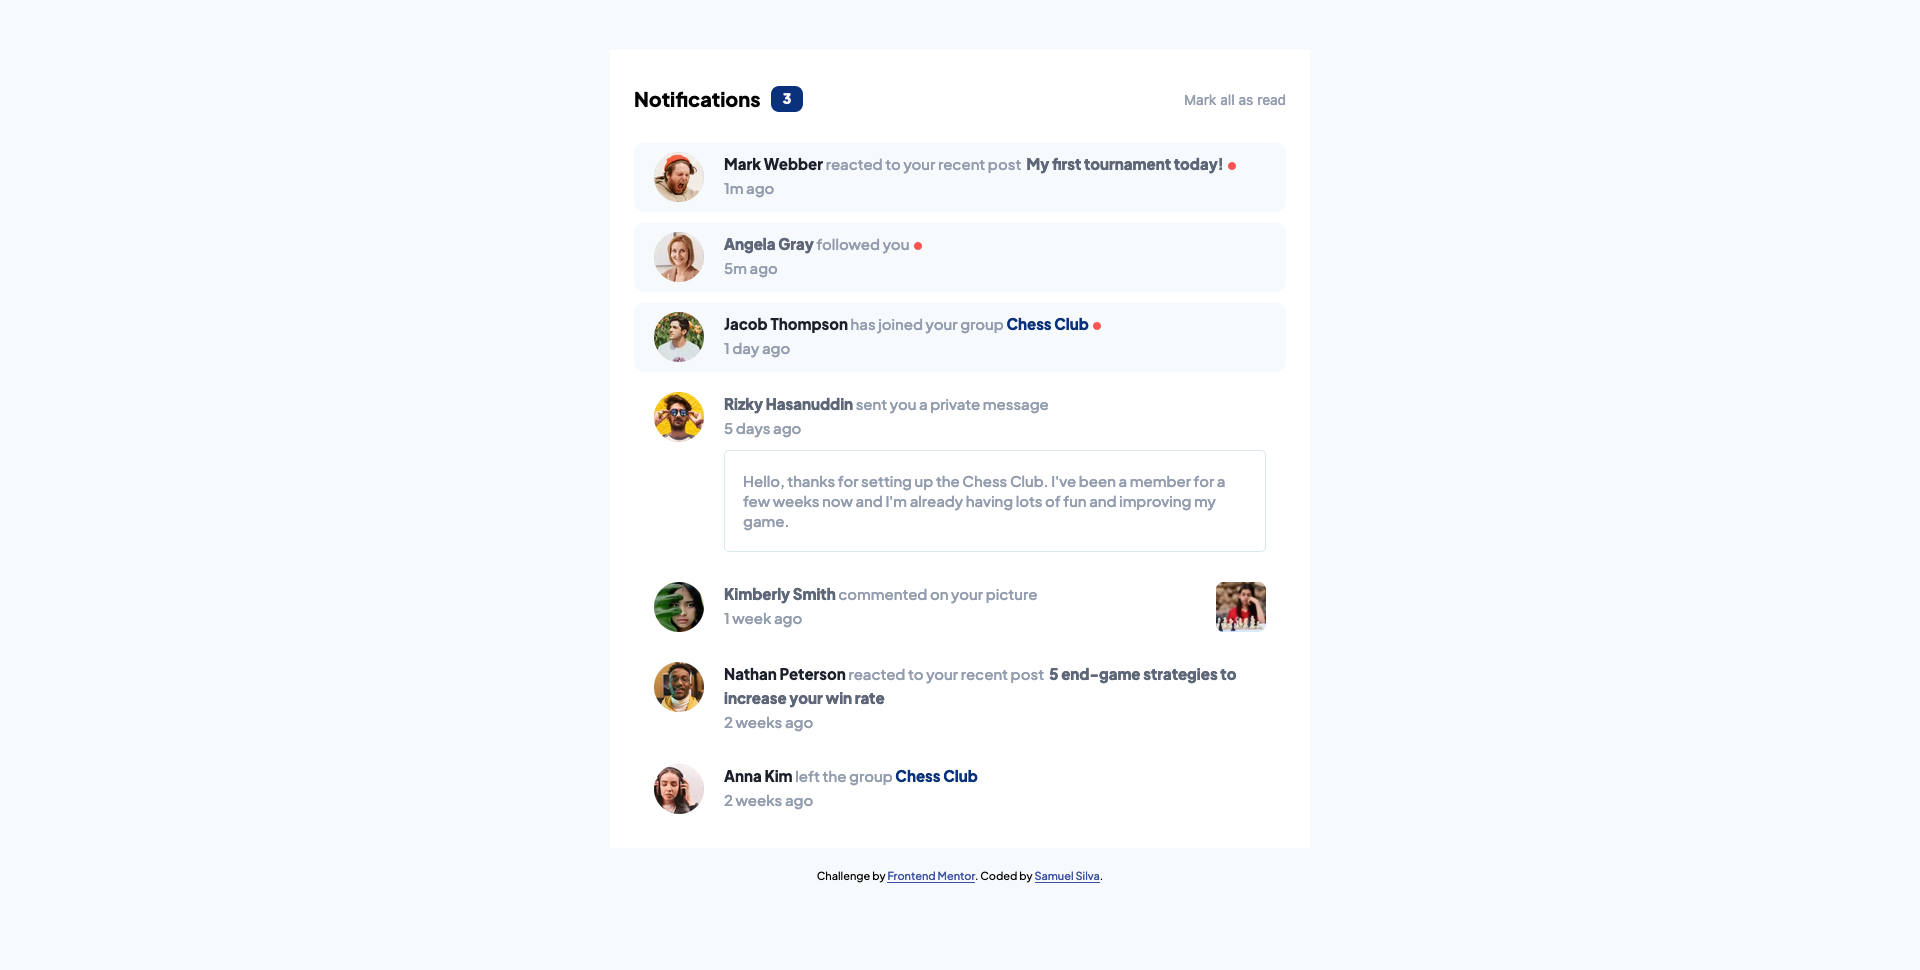 Notifications 3 Mark all as read
Mark Webber reacted to your recent post My first tournament today!
1m ago
Angela Gray followed you
5m ago
Jacob Thompson has joined your group Chess Club
1 day ago
Rizky Hasanuddin sent you a private message
5 days ago
Hello, thanks for setting up the Chess Club. I've been a member for a
few weeks now and I'm already having lots of fun and improving my
game.
Kimberly Smith commented on your picture
1 week ago
Nathan Peterson reacted to your recent post 5 end-game strategies to
increase your win rate
2 weeks ago
Anna Kim left the group Chess Club
2 weeks ago
Challenge by Frontend Mentor. Coded by Samuel Silva.